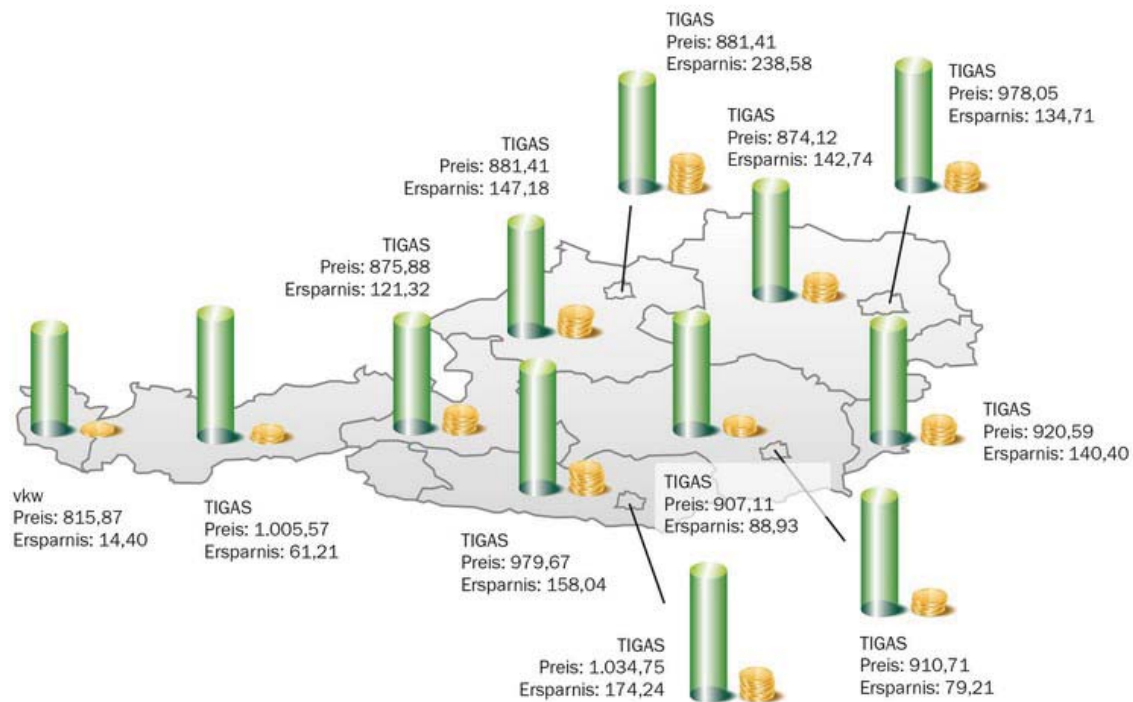 TIGAS
Preis: 881,41
Ersparnis: 238,58
TIGAS
Preis: 978,05
Ersparnis: 134,71
TIGAS
Preis: 874,12
Ersparnis: 142,74
TIGAS
Preis: 881,41
Ersparnis: 147,18
TIGAS
Preis: 875,88
Ersparnis: 121,32
TIGAS
Preis: 920,59
Ersparnis: 140,40
vkw
Preis: 815,87
Ersparnis: 14,40
TIGAS
Preis: 1.005,57
Ersparnis: 61,21
TIGAS
Preis: 907,11
Ersparnis: 88,93
TIGAS
Preis: 979,67
Ersparnis: 158,04
TIGAS
Preis: 1.034,75
Ersparnis: 174,24
TIGAS
Preis: 910,71
Ersparnis: 79,21